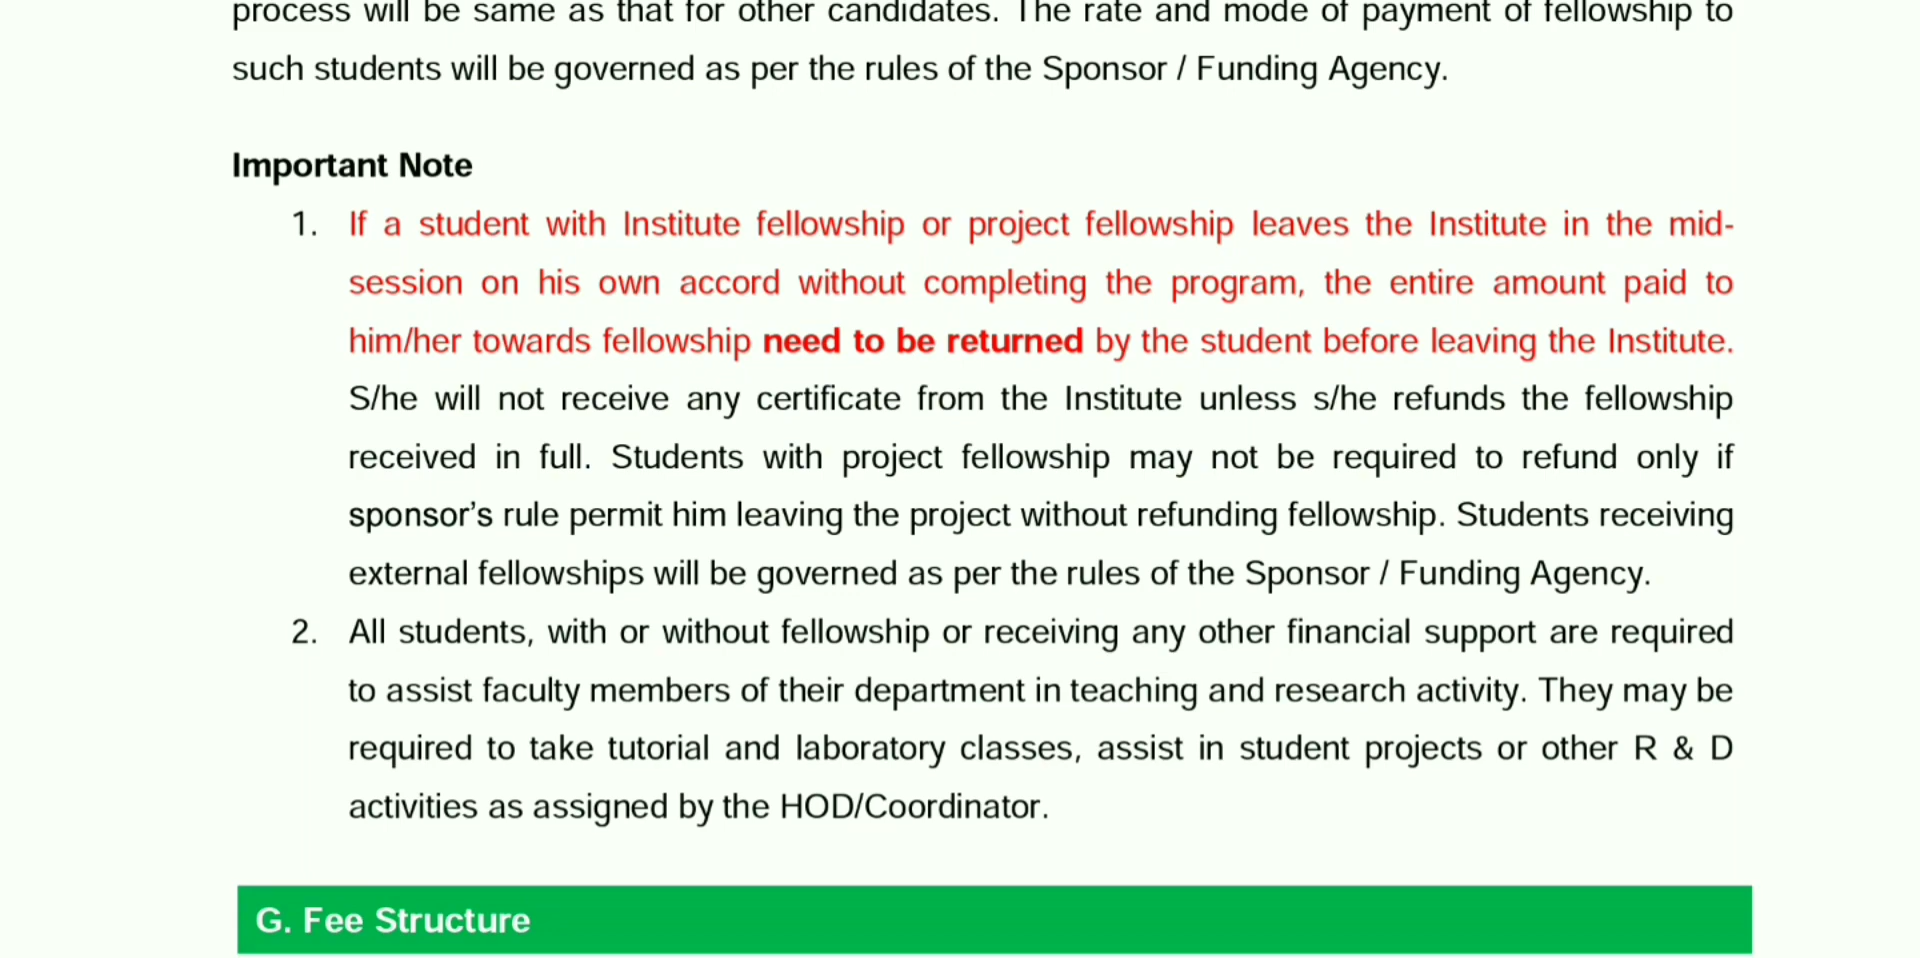 process will be same as that for other candidates. The rate and mode of payment of fellowship to
such students will be governed as per the rules of the Sponsor / Funding Agency.
Important Note
1. If a student with Institute fellowship or project fellowship leaves the Institute in the mid-
session on his own accord without completing the program, the entire amount paid to
him/her towards fellowship need to be returned by the student before leaving the Institute.
S/he will not receive any certificate from the Institute unless s/he refunds the fellowship
received in full. Students with project fellowship may not be required to refund only if
sponsor’s rule permit him leaving the project without refunding fellowship. Students receiving
external fellowships will be governed as per the rules of the Sponsor / Funding Agency.
2. All students, with or without fellowship or receiving any other financial support are required
to assist faculty members of their department in teaching and research activity. They may be
required to take tutorial and laboratory classes, assist in student projects or other R & D
activities as assigned by the HOD/Coordinator.
G. Fee Structure